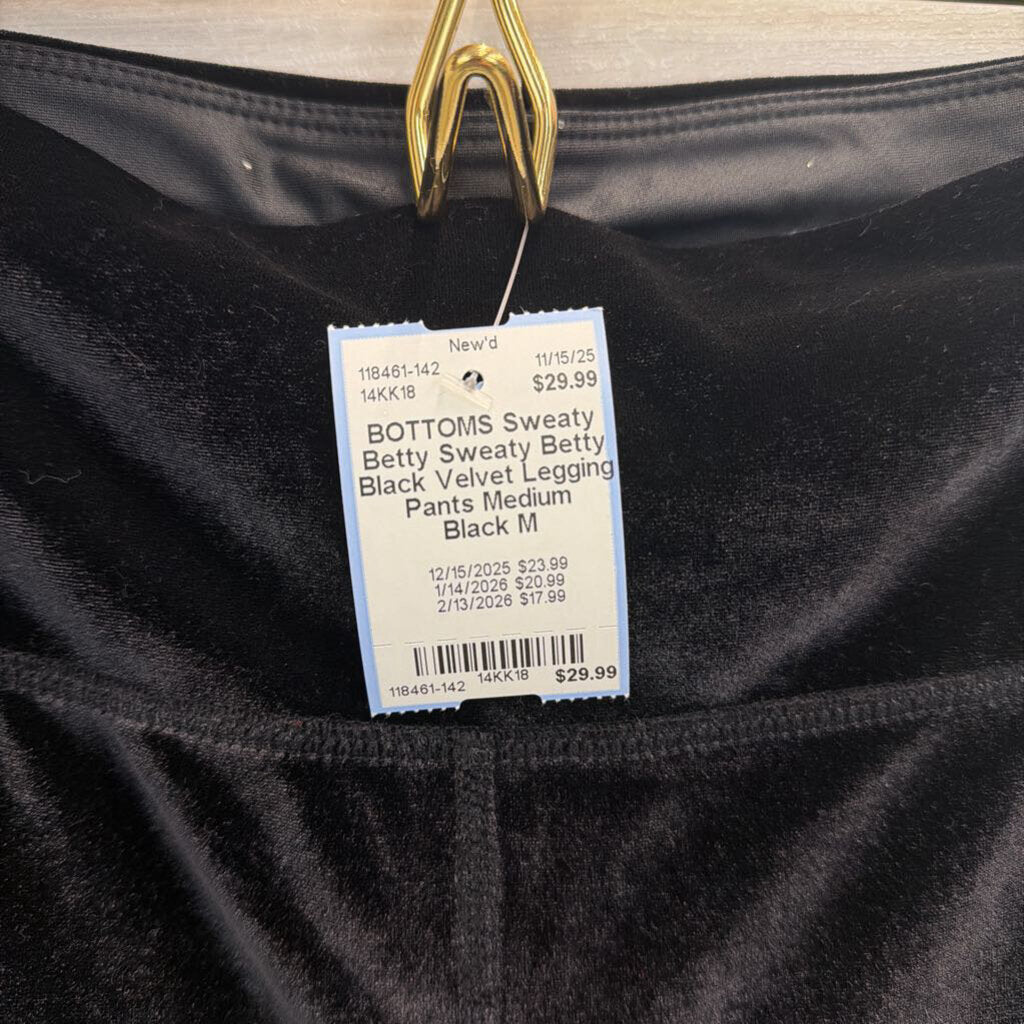 New'd
118461-142 11/15/25
14KK18 $29.99
BOTTOMS Sweaty
Betty Sweaty Betty
Black Velvet Legging
Pants Medium
Black M
12/15/2025 $23.99
1/14/2026 $20.99
2/13/2026 $17.99
118461-142 14KK18 $29.99